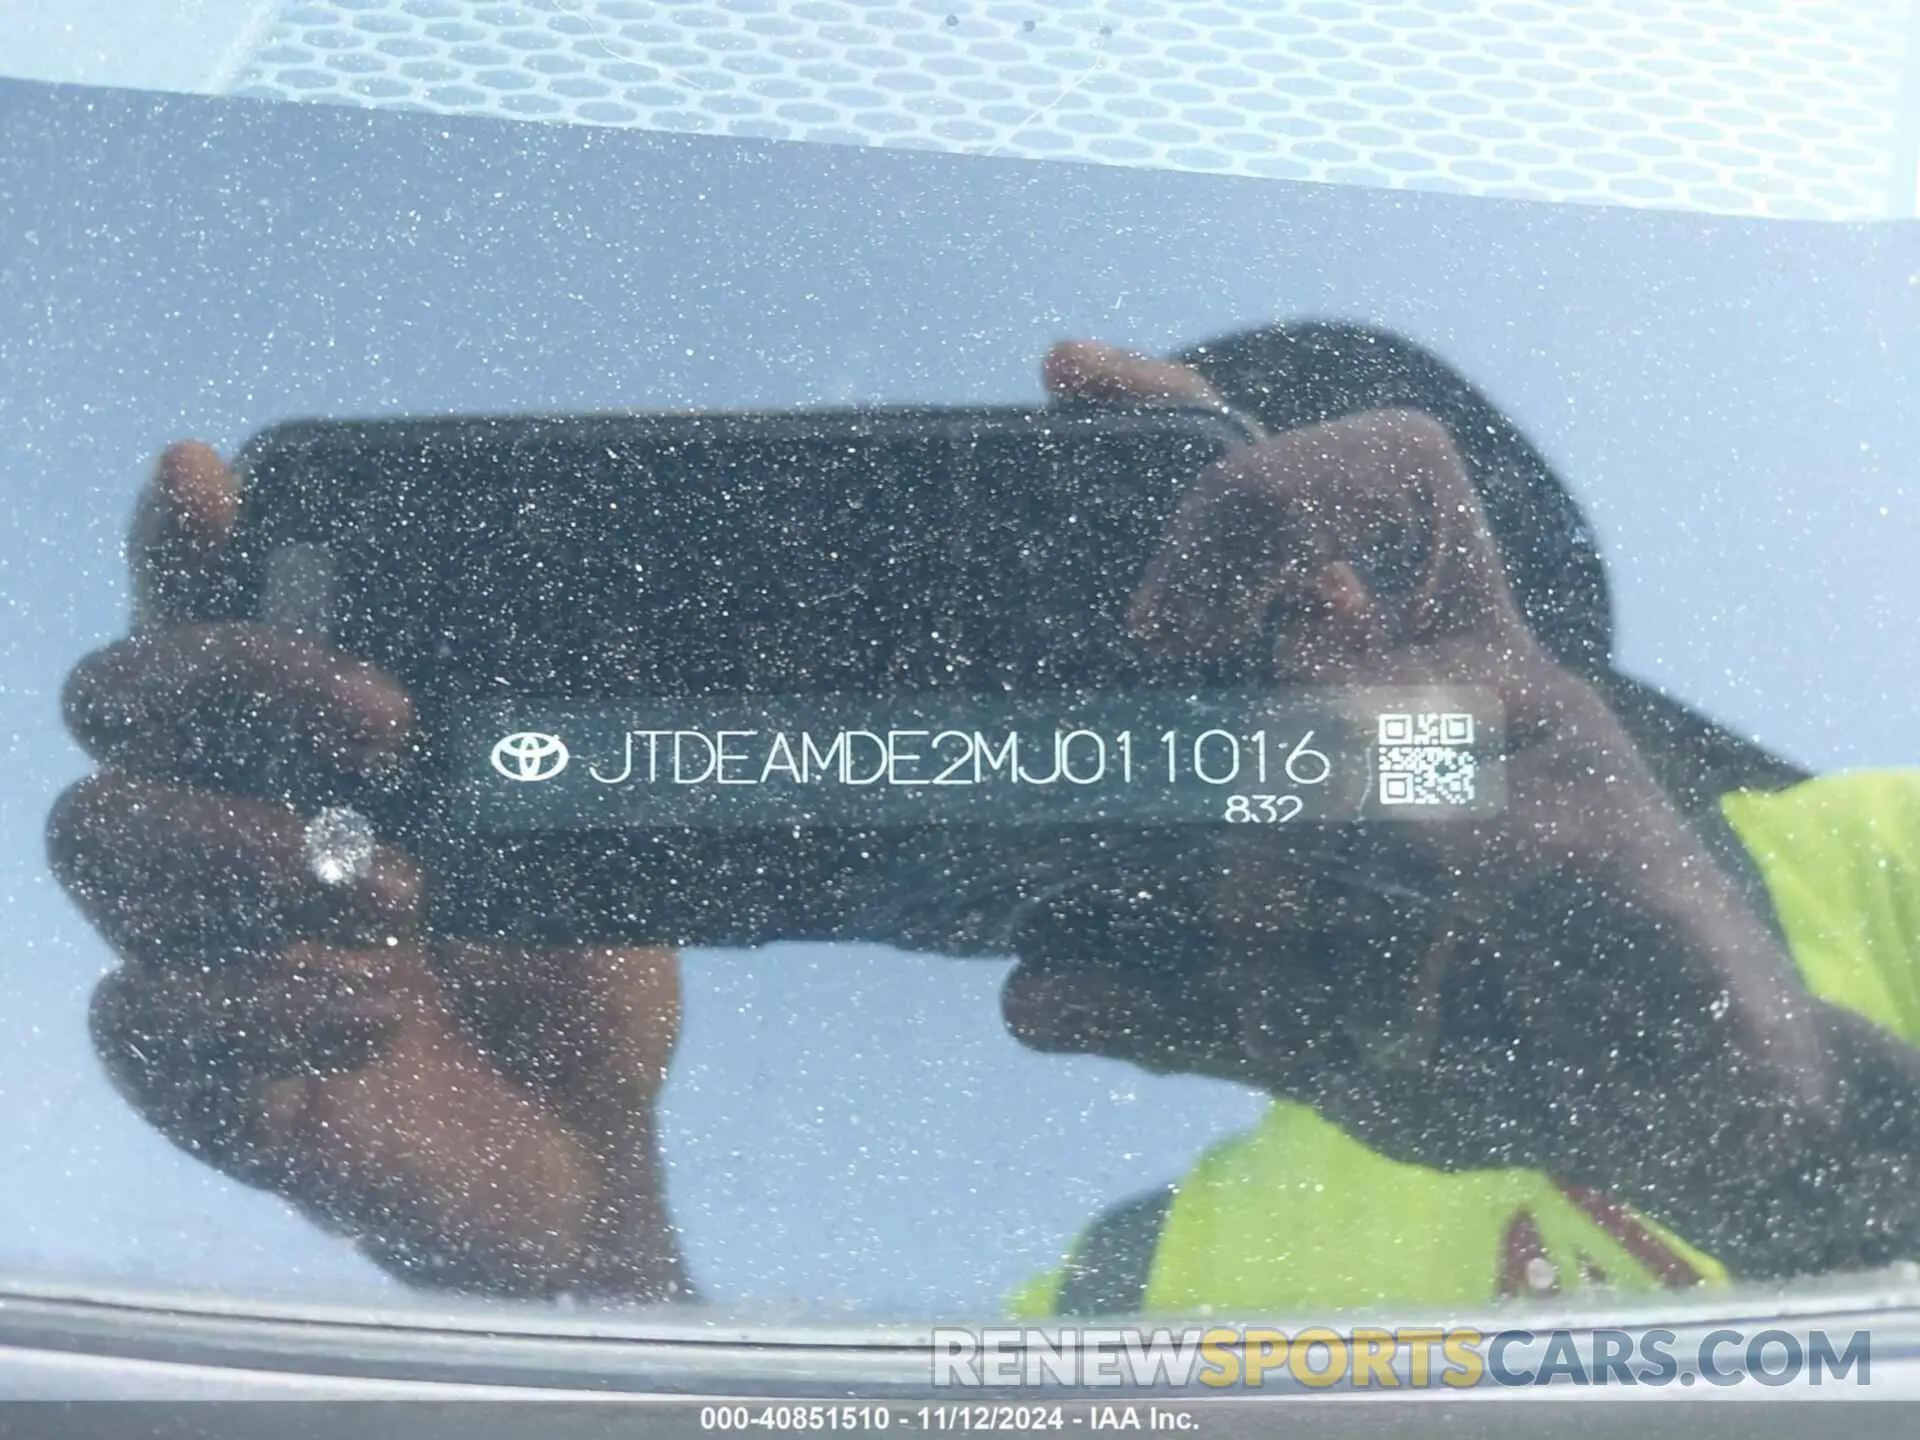 JTDEAMDE2MJ011016
832
RENEWSPORTSCARS.COM
000-40851510 - 11/12/2024 - IAA Inc.